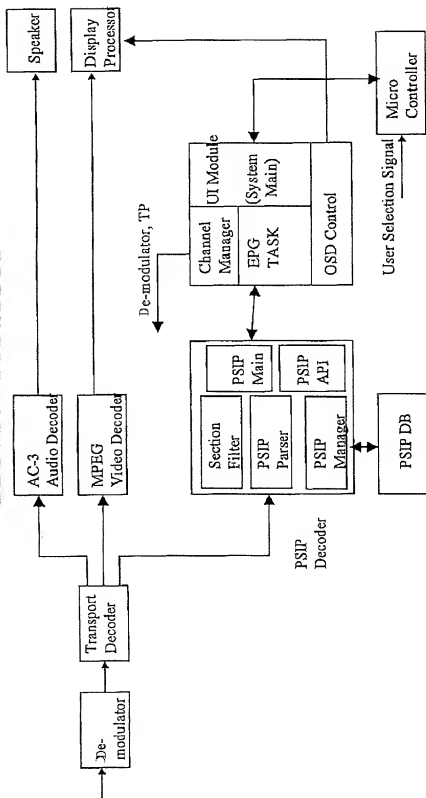 De-
modulator
Transport
Decoder
AC-3
Audio Decoder
MPEG
Video Decoder
Speaker
Display
Processor
PSIP
Decoder
Section
Filter
PSIP
Parser
PSIP
Manager
PSIP
Main
PSIP
API
PSIP DB
De-modulator, TP
Channel
Manager
EPG
TASK
UI Module
(System
Main)
OSD Control
User Selection Signal
Micro
Controller